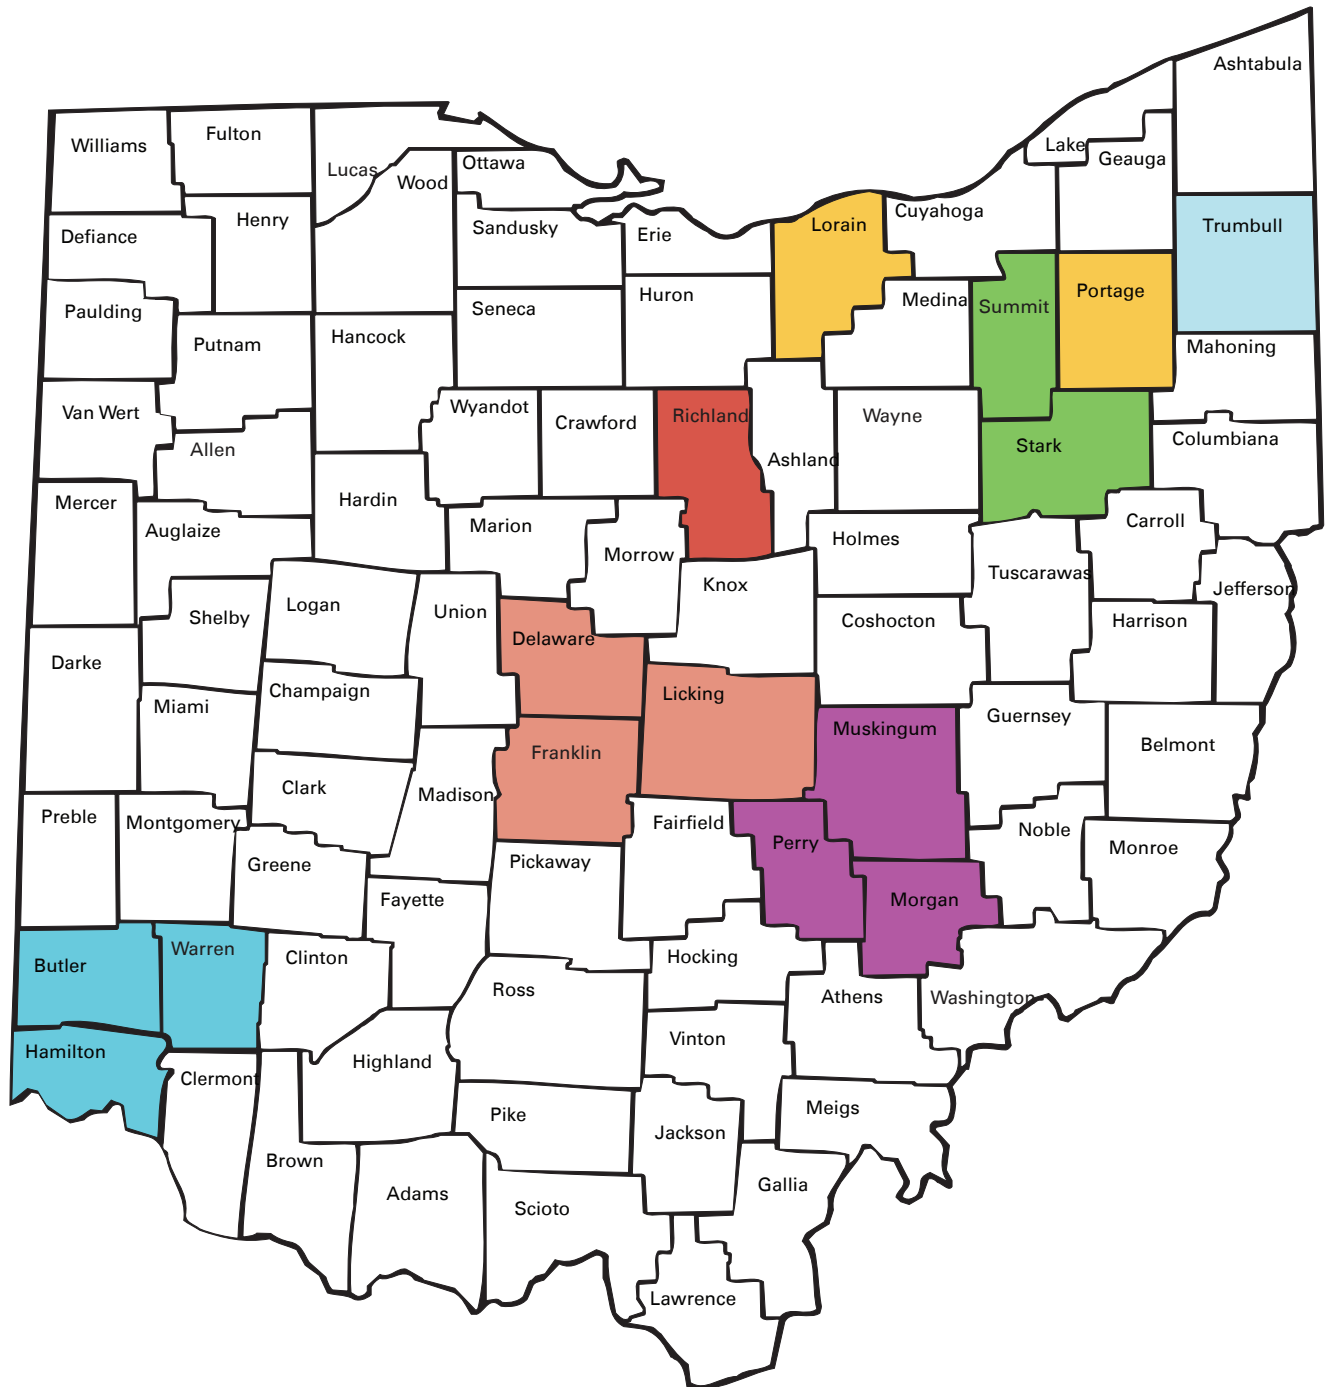 Ashtabula
Williams
Fulton
Lucas
Wood
Ottawa
Lake
Geauga
Defiance
Henry
Sandusky
Erie
Lorain
Cuyahoga
Trumbull
Paulding
Putnam
Hancock
Seneca
Huron
Medina
Summit
Portage
Mahoning
Van Wert
Allen
Wyandot
Crawford
Richland
Ashland
Wayne
Stark
Columbiana
Mercer
Auglaize
Hardin
Marion
Morrow
Holmes
Carroll
Tuscarawas
Jefferson
Shelby
Logan
Union
Delaware
Knox
Coshocton
Harrison
Darke
Miami
Champaign
Licking
Muskingum
Guernsey
Belmont
Franklin
Clark
Madison
Preble
Montgomery
Greene
Pickaway
Fairfield
Perry
Noble
Monroe
Fayette
Morgan
Butler
Warren
Clinton
Ross
Hocking
Athens
Washington
Hamilton
Clermont
Highland
Vinton
Pike
Jackson
Meigs
Brown
Adams
Scioto
Gallia
Lawrence